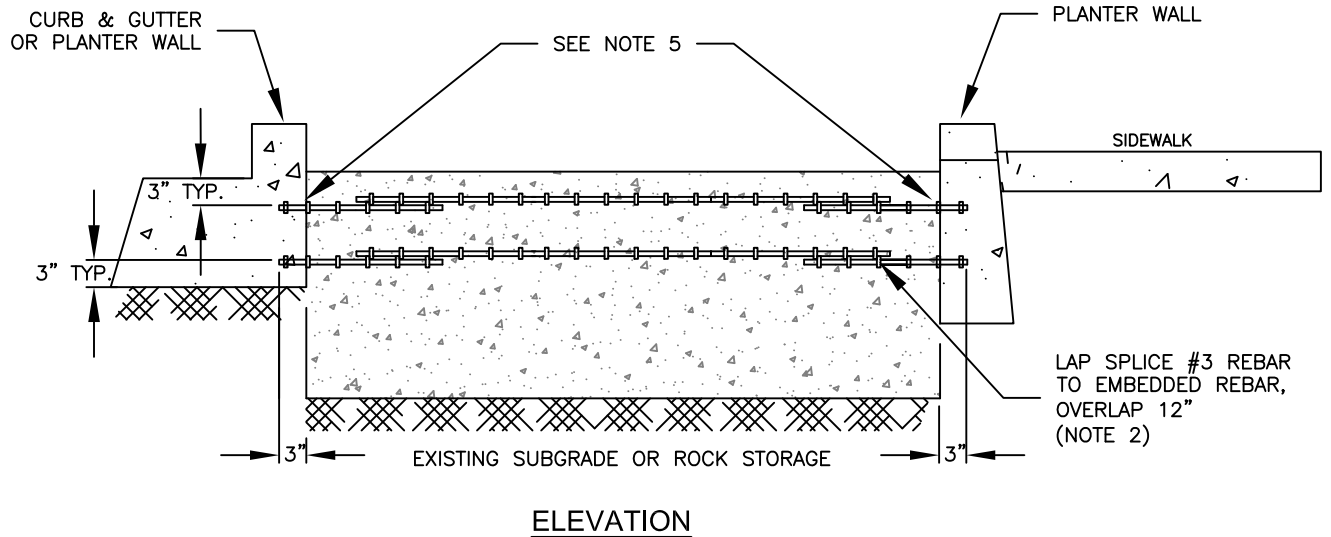 CURB & GUTTER
OR PLANTER WALL
SEE NOTE 5
PLANTER WALL
SIDEWALK
3" TYP.
3" TYP.
LAP SPLICE #3 REBAR
TO EMBEDDED REBAR,
OVERLAP 12"
(NOTE 2)
3"
EXISTING SUBGRADE OR ROCK STORAGE
3"
ELEVATION